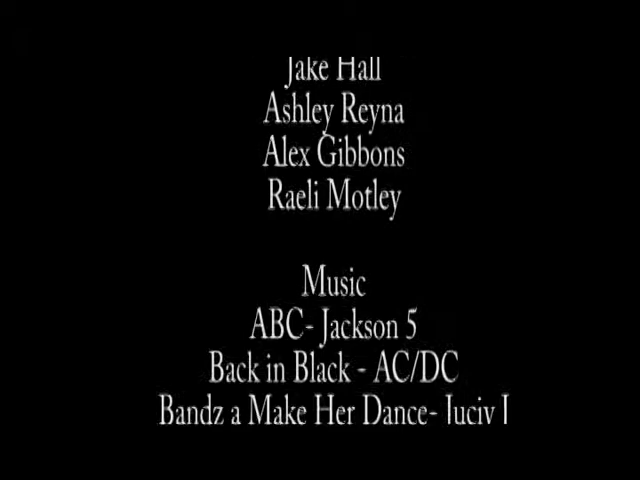 Jake Hall
Ashley Reyna
Alex Gibbons
Raeli Motley
Music
ABC- Jackson 5
Back in Black - AC/DC
Bandz a Make Her Dance-